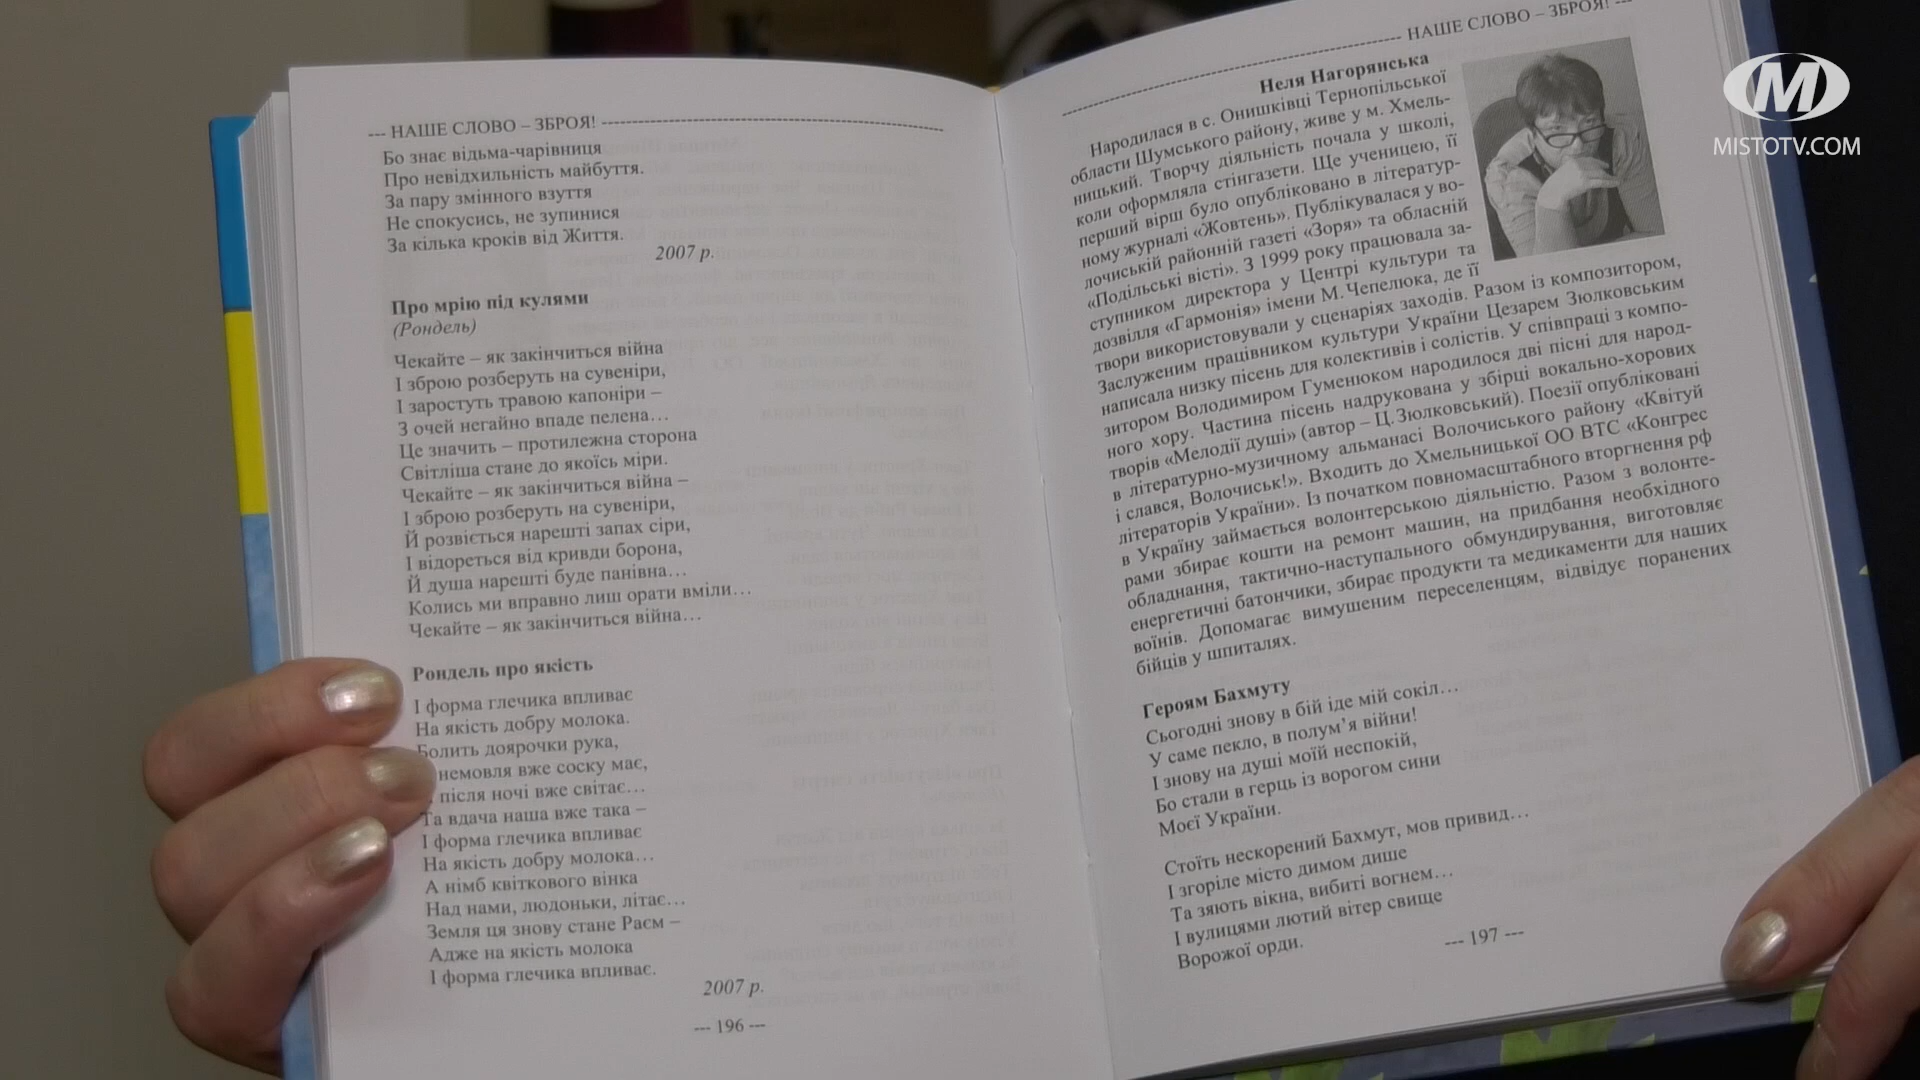 --- НАШЕ СЛОВО – ЗБРОЯ! ---
Бо знає відьма-чарівниця
Про невідхильність майбуття.
За пару змінного взуття
Не спокусись, не зупинися
За кілька кроків від Життя.
2007 р.
Про мрію під кулями
(Рондель)
Чекайте – як закінчиться війна
І зброю розберуть на сувеніри,
І заростуть травою капоніри –
З очей негайно впаде пелена…
Це значить – протилежна сторона
Світліша стане до якоїсь міри.
Чекайте – як закінчиться війна –
І зброю розберуть на сувеніри,
Й розвіється нарешті запах сіри,
І відореться від кривди борона,
Й душа нарешті буде панівна…
Колись ми вправно лиш орати вміли…
Чекайте – як закінчиться війна…
Рондель про якість
І форма глечика впливає
На якість добру молока.
Болить доярочки рука,
немовля вже соску має,
після ночі вже світає…
Та вдача наша вже така –
І форма глечика впливає
На якість добру молока…
А німб квіткового вінка
Над нами, людоньки, літає…
Земля ця знову стане Раєм –
Адже на якість молока
І форма глечика впливає.
2007 р.
--- 196 ---
--- НАШЕ СЛОВО – ЗБРОЯ! ---
Неля Нагорянська
Народилася в с. Онишківці Тернопільської
області Шумського району, живе у м. Хмель-
ницький. Творчу діяльність почала у школі,
коли оформляла стінгазети. Ще ученицею, її
перший вірш було опубліковано в літератур-
ному журналі «Жовтень». Публікувалася у во-
лочиській районній газеті «Зоря» та обласній
«Подільські вісті». З 1999 року працювала за-
ступником директора у Центрі культури та
дозвілля «Гармонія» імени М. Чепелюка, де її
твори використовували у сценаріях заходів. Разом із композитором,
Заслуженим працівником культури України Цезарем Зюлковським
написала низку пісень для колективів і солістів. У співпраці з компо-
зитором Володимиром Гуменюком народилося дві пісні для народ-
ного хору. Частина пісень надрукована у збірці вокально-хорових
творів «Мелодії душі» (автор – Ц. Зюлковський). Поезії опубліковані
в літературно-музичному альманасі Волочиського району «Квітуй
і слався, Волочиськ!». Входить до Хмельницької ОО ВТС «Конгрес
літераторів України». Із початком повномасштабного вторгнення рф
в Україну займається волонтерською діяльністю. Разом з волонте-
рами збирає кошти на ремонт машин, на придбання необхідного
обладнання, тактично-наступального обмундирування, виготовляє
енергетичні батончики, збирає продукти та медикаменти для наших
воїнів. Допомагає вимушеним переселенцям, відвідує поранених
бійців у шпиталях.
Героям Бахмуту
Сьогодні знову в бій іде мій сокіл…
У саме пекло, в полум’я війни!
І знову на душі моїй неспокій,
Бо стали в герць із ворогом сини
Моєї України.
Стоїть нескорений Бахмут, мов привид…
І згоріле місто димом дише
Та зяють вікна, вибиті вогнем…
І вулицями лютий вітер свище
Ворожої орди.
--- 197 ---
M
MISTOTV.COM